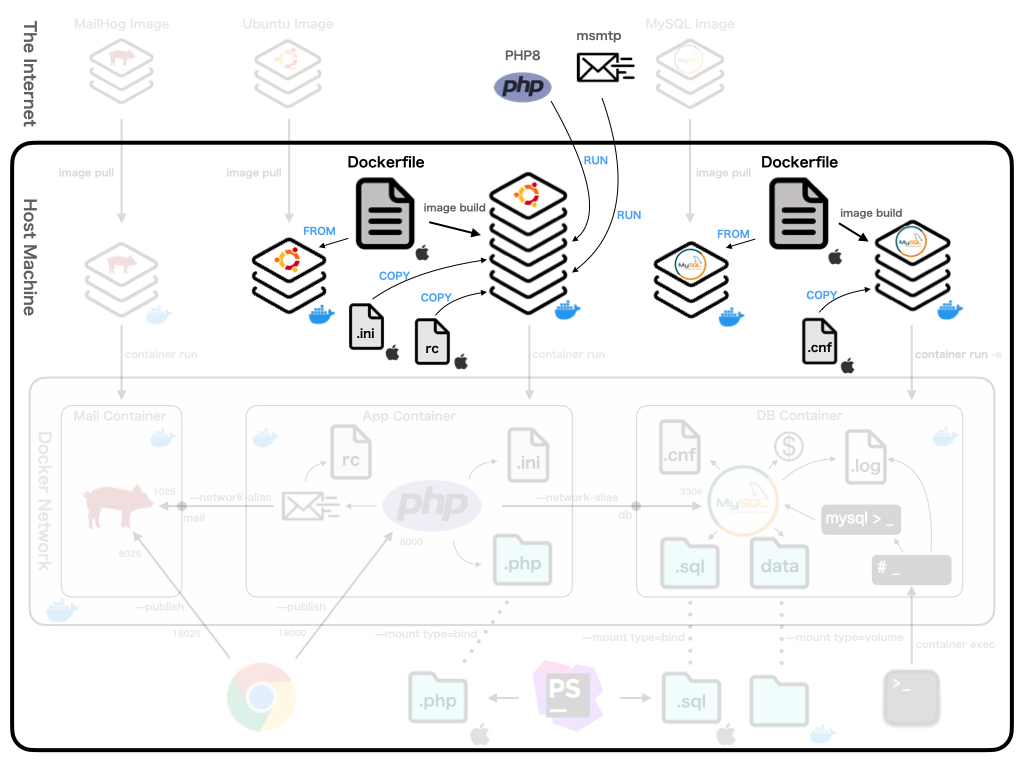 The Internet
MailHog Image
Ubuntu Image
PHP8
php
msmtp
MySQL Image
MySQL
Host Machine
image pull
image pull
image pull
Dockerfile
image build
FROM
COPY
COPY
RUN
RUN
.ini
rc
Dockerfile
image build
FROM
MySQL
MySQL
COPY
.cnf
container run
container run
container run -e
Docker Network
Mail Container
1025
8025
—network-alias
mail
App Container
rc
.ini
php
8000
.php
—network-alias
db
DB Container
3306
.cnf
$
.log
MySQL
mysql > _
# _
.sql
data
—publish
18025
—publish
18000
—mount type=bind
—mount type=bind
—mount type=volume
container exec
.php
PS
.sql
>_